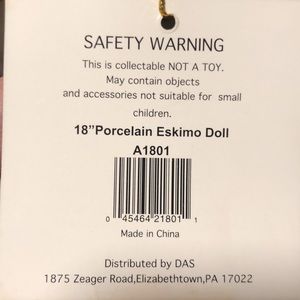 SAFETY WARNING
This is collectable NOT A TOY.
May contain objects
and accessories not suitable for small
children.
18”Porcelain Eskimo Doll
A1801
0 45464 21801 1
Made in China
Distributed by DAS
1875 Zeager Road,Elizabethtown,PA 17022